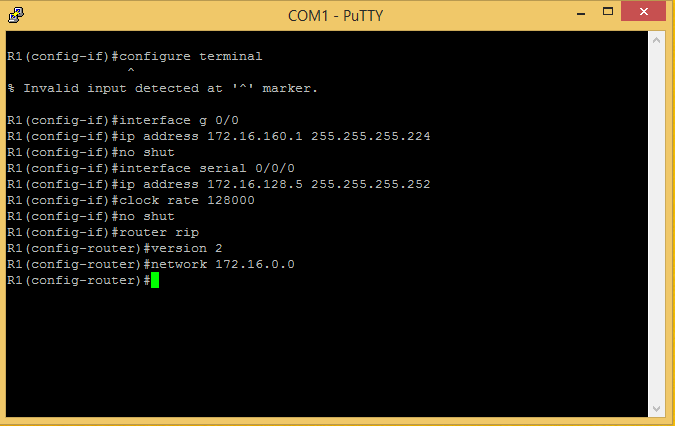 COM1 - PuTTY
R1(config-if)#configure terminal
^
% Invalid input detected at '^' marker.
R1(config-if)#interface g 0/0
R1(config-if)#ip address 172.16.160.1 255.255.255.224
R1(config-if)#no shut
R1(config-if)#interface serial 0/0/0
R1(config-if)#ip address 172.16.128.5 255.255.255.252
R1(config-if)#clock rate 128000
R1(config-if)#no shut
R1(config-if)#router rip
R1(config-router)#version 2
R1(config-router)#network 172.16.0.0
R1(config-router)#